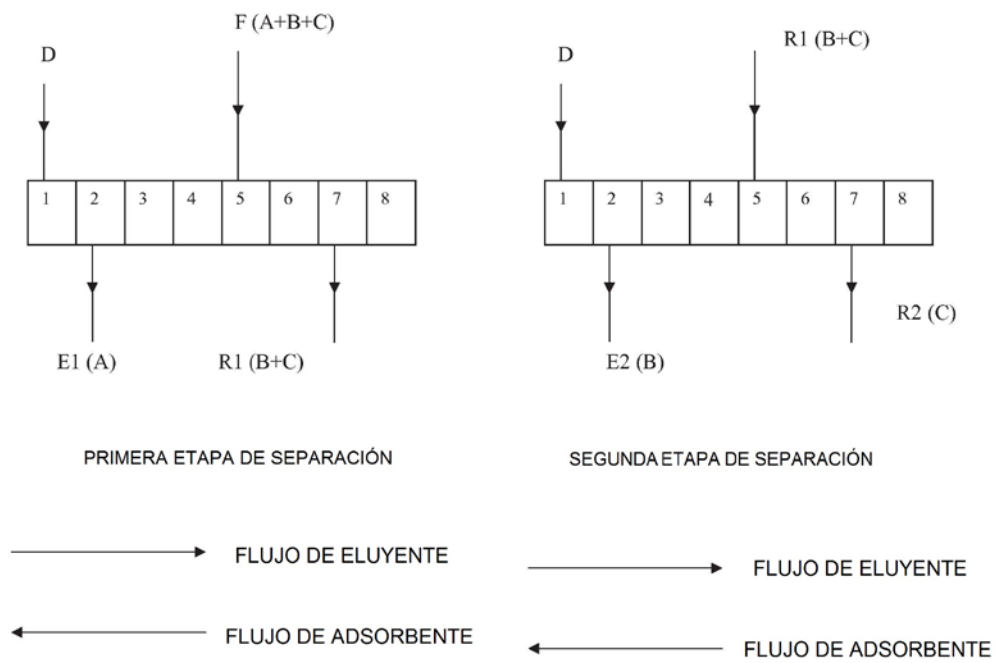 F (A+B+C)
D
1 2 3 4 5 6 7 8
E1 (A)
R1 (B+C)
PRIMERA ETAPA DE SEPARACIÓN
FLUJO DE ELUYENTE
FLUJO DE ADSORBENTE
R1 (B+C)
D
1 2 3 4 5 6 7 8
R2 (C)
E2 (B)
SEGUNDA ETAPA DE SEPARACIÓN
FLUJO DE ELUYENTE
FLUJO DE ADSORBENTE